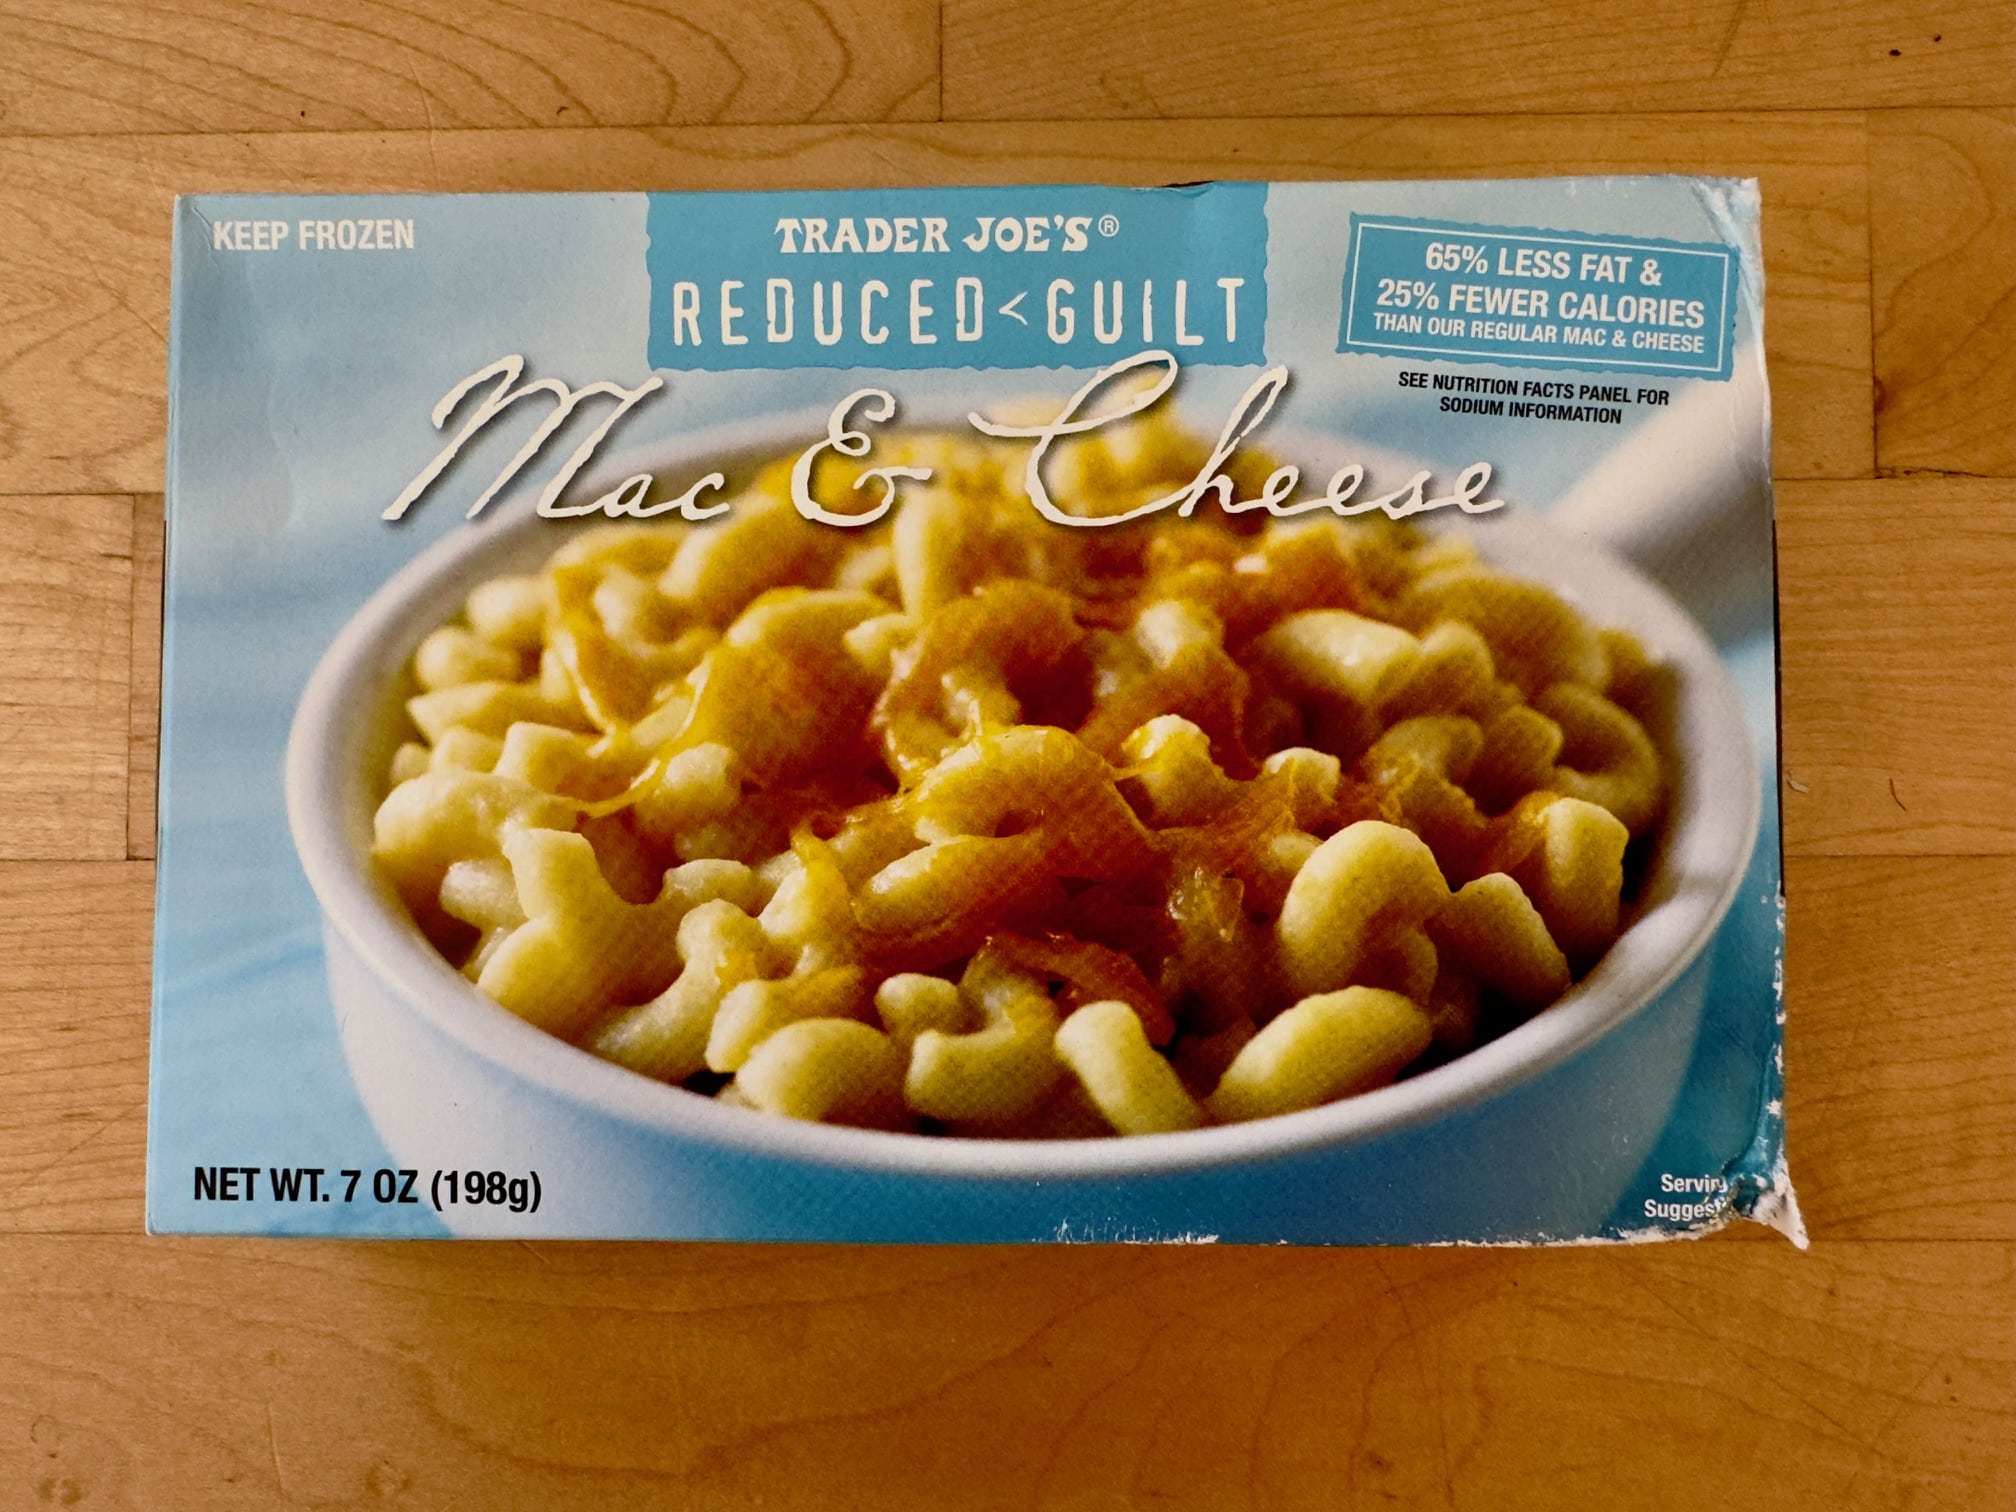 KEEP FROZEN
TRADER JOE'S®
REDUCED<GUILT
Mac & Cheese
65% LESS FAT &
25% FEWER CALORIES
THAN OUR REGULAR MAC & CHEESE
SEE NUTRITION FACTS PANEL FOR
SODIUM INFORMATION
NET WT. 7 OZ (198g)
Serving